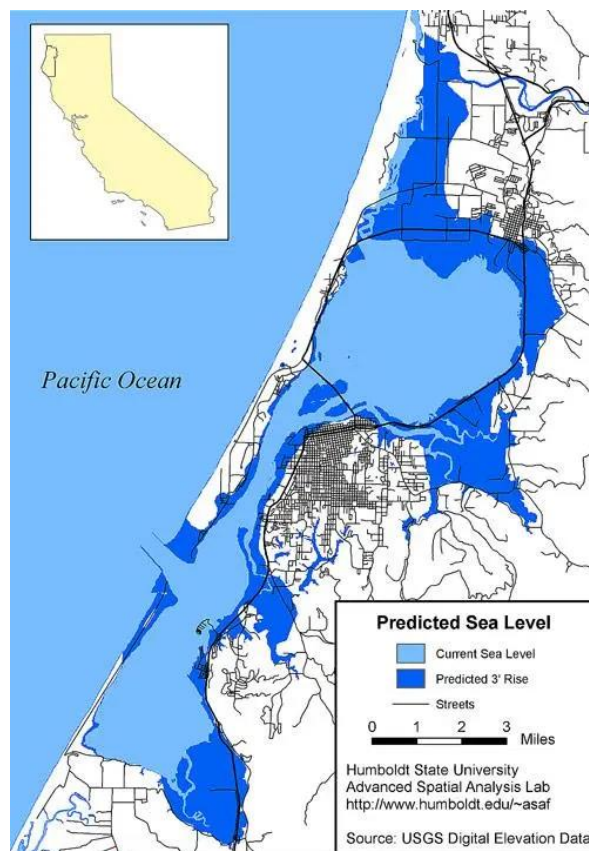 Pacific Ocean
Predicted Sea Level
Current Sea Level
Predicted 3' Rise
Streets
0 1 2 3
Miles
Humboldt State University
Advanced Spatial Analysis Lab
http://www.humboldt.edu/~asaf
Source: USGS Digital Elevation Data